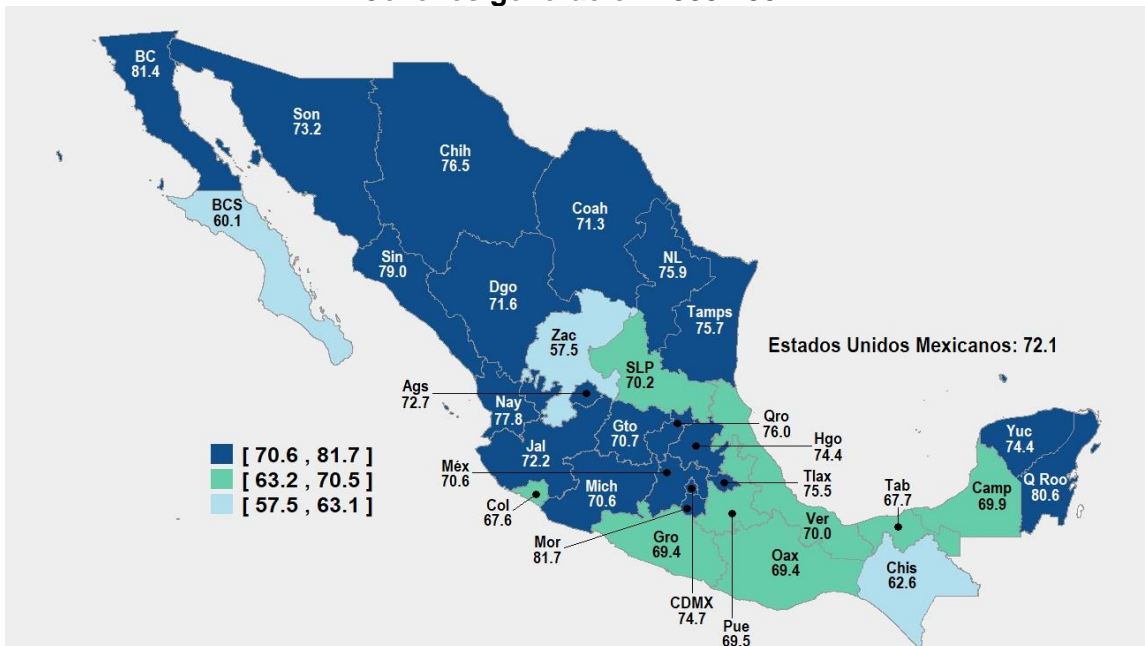 BC
81.4
Son
73.2
Chih
76.5
BCS
60.1
Coah
71.3
Sin
79.0
NL
75.9
Dgo
71.6
Tamps
75.7
Zac
57.5
Estados Unidos Mexicanos: 72.1
SLP
70.2
Ags
72.7
Nay
77.8
Qro
76.0
Gto
70.7
Hgo
74.4
Yuc
74.4
Jal
72.2
[ 70.6 , 81.7 ]
[ 63.2 , 70.5 ]
[ 57.5 , 63.1 ]
Méx
70.6
Mich
70.6
Tlax
75.5
Tab
67.7
Camp
69.9
Q Roo
80.6
Col
67.6
Mor
81.7
Gro
69.4
Ver
70.0
Oax
69.4
Chis
62.6
CDMX
74.7
Pue
69.5